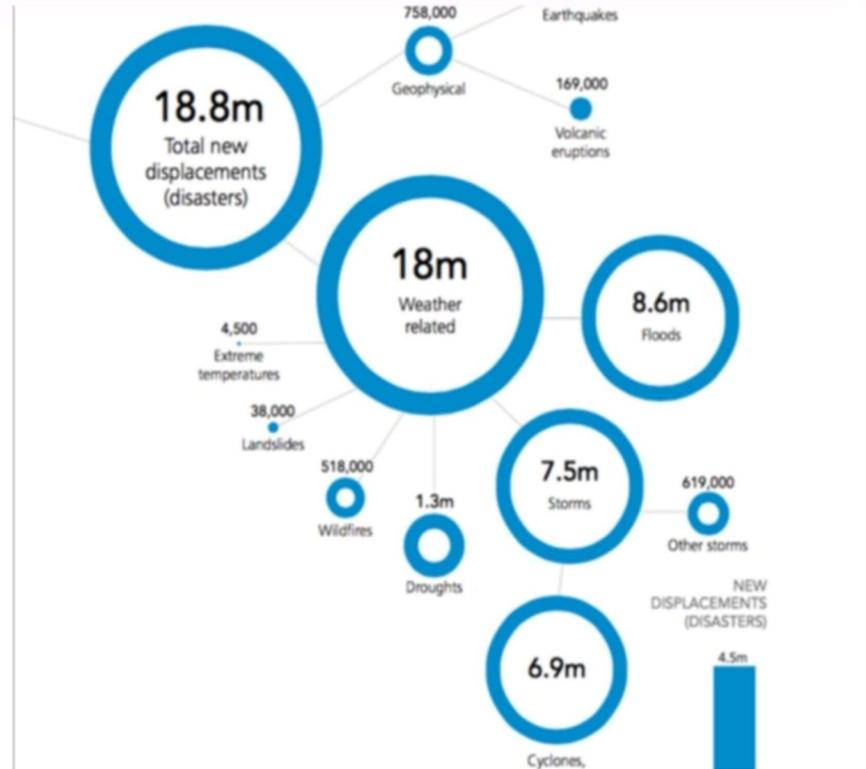 758,000
Geophysical
Earthquakes
169,000
Volcanic
eruptions
18.8m
Total new
displacements
(disasters)
18m
Weather
related
8.6m
Floods
4,500
Extreme
temperatures
38,000
Landslides
518,000
Wildfires
1.3m
Droughts
7.5m
Storms
619,000
Other storms
6.9m
Cyclones,
NEW
DISPLACEMENTS
(DISASTERS)
4.5m